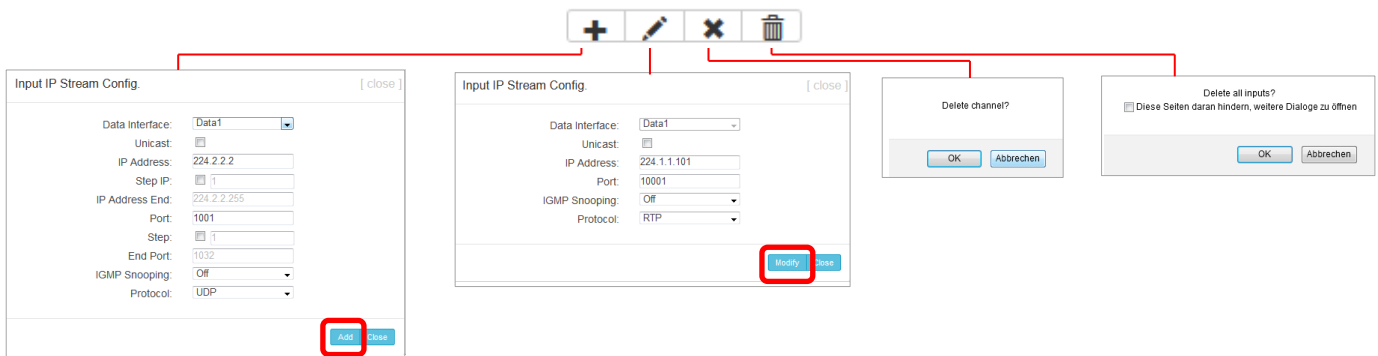 Input IP Stream Config.
[ close ]
Data Interface: Data1
Unicast:
IP Address: 224.2.2.2
Step IP: 1
IP Address End: 224.2.2.255
Port: 1001
Step: 1
End Port: 1032
IGMP Snooping: Off
Protocol: UDP
Add Close
Input IP Stream Config.
[ close ]
Data Interface: Data1
Unicast:
IP Address: 224.1.1.101
Port: 10001
IGMP Snooping: Off
Protocol: RTP
Modify Close
Delete channel?
OK Abbrechen
Delete all inputs?
Diese Seiten daran hindern, weitere Dialoge zu öffnen
OK Abbrechen